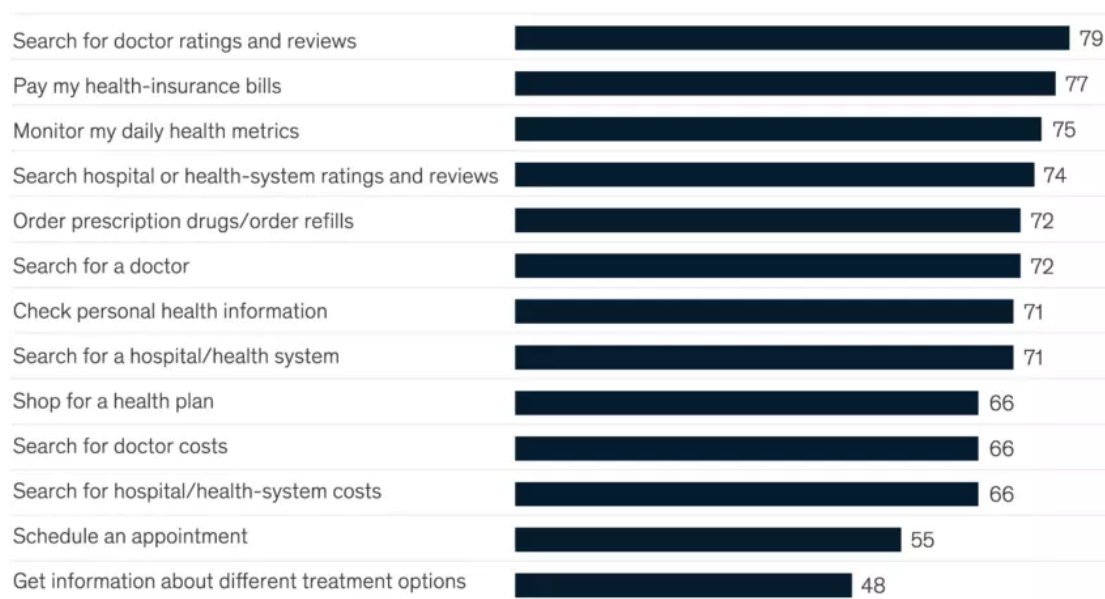 Search for doctor ratings and reviews 79
Pay my health-insurance bills 77
Monitor my daily health metrics 75
Search hospital or health-system ratings and reviews 74
Order prescription drugs/order refills 72
Search for a doctor 72
Check personal health information 71
Search for a hospital/health system 71
Shop for a health plan 66
Search for doctor costs 66
Search for hospital/health-system costs 66
Schedule an appointment 55
Get information about different treatment options 48